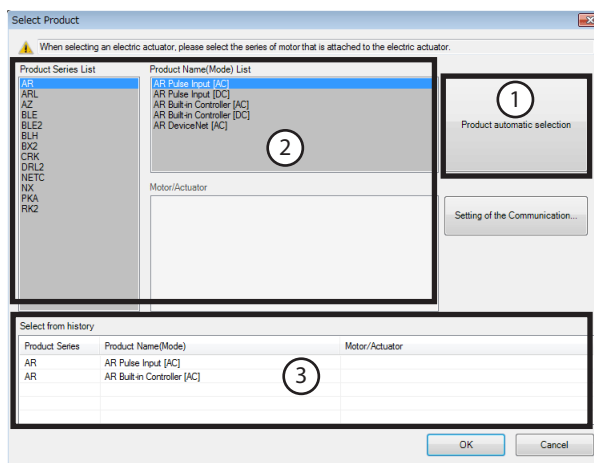 Select Product
When selecting an electric actuator, please select the series of motor that is attached to the electric actuator.
Product Series List
AR
ARL
AZ
BLE
BLE2
BLH
BX2
CRK
DRL2
NETC
NX
PKA
RK2
Product Name(Mode) List
AR Pulse Input [AC]
AR Pulse Input [DC]
AR Built-in Controller [AC]
AR Built-in Controller [DC]
AR DeviceNet [AC]
2
Motor/Actuator
1
Product automatic selection
Setting of the Communication...
Select from history
Product Series Product Name(Mode) Motor/Actuator
AR AR Pulse Input [AC]
AR AR Built-in Controller [AC]
3
OK Cancel